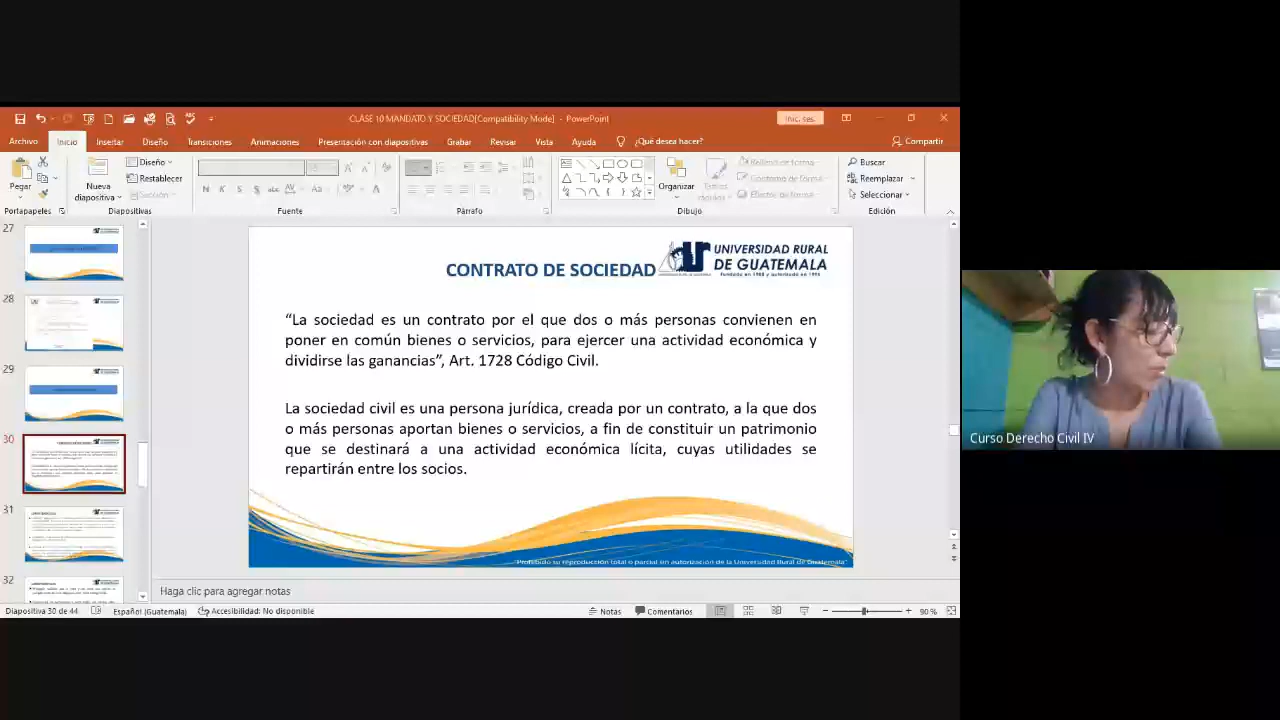 CLASE 10 MANDATO Y SOCIEDAD[Compatibility Mode] - PowerPoint
Inic. ses.
Archivo Inicio Insertar Diseño Transiciones Animaciones Presentación con diapositivas Grabar Revisar Vista Ayuda ¿Qué desea hacer? Compartir
Pegar
Nueva
diapositiva
Diseño
Restablecer
Sección
N K S
Organizar
Estilos
rápidos
Relleno de forma
Contorno de forma
Efectos de forma
Buscar
Reemplazar
Seleccionar
Portapapeles Diapositivas Fuente Párrafo Dibujo Edición
27
28
29
30
31
32
UNIVERSIDAD RURAL
DE GUATEMALA
CONTRATO DE SOCIEDAD
“La sociedad es un contrato por el que dos o más personas convienen en
poner en común bienes o servicios, para ejercer una actividad económica y
dividirse las ganancias”, Art. 1728 Código Civil.
La sociedad civil es una persona jurídica, creada por un contrato, a la que dos
o más personas aportan bienes o servicios, a fin de constituir un patrimonio
que se destinará a una actividad económica lícita, cuyas utilidades se
repartirán entre los socios.
"Prohibido su reproducción total o parcial sin autorización de la Universidad Rural de Guatemala"
Haga clic para agregar notas
Diapositiva 30 de 44 Español (Guatemala) Accesibilidad: No disponible Notas Comentarios 90 %
Curso Derecho Civil IV